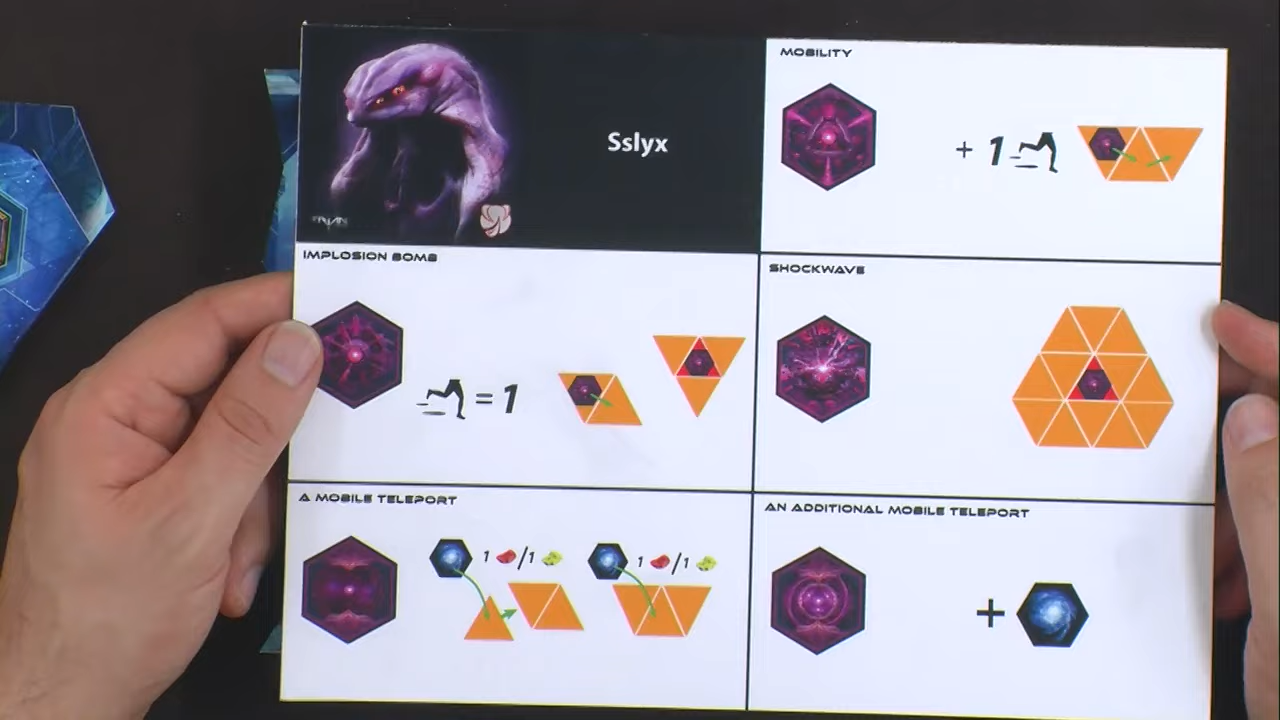 Sslyx
MOBILITY
+ 1
IMPLOSION BOMB
= 1
SHOCKWAVE
A MOBILE TELEPORT
1 /1
1 /1
AN ADDITIONAL MOBILE TELEPORT
+